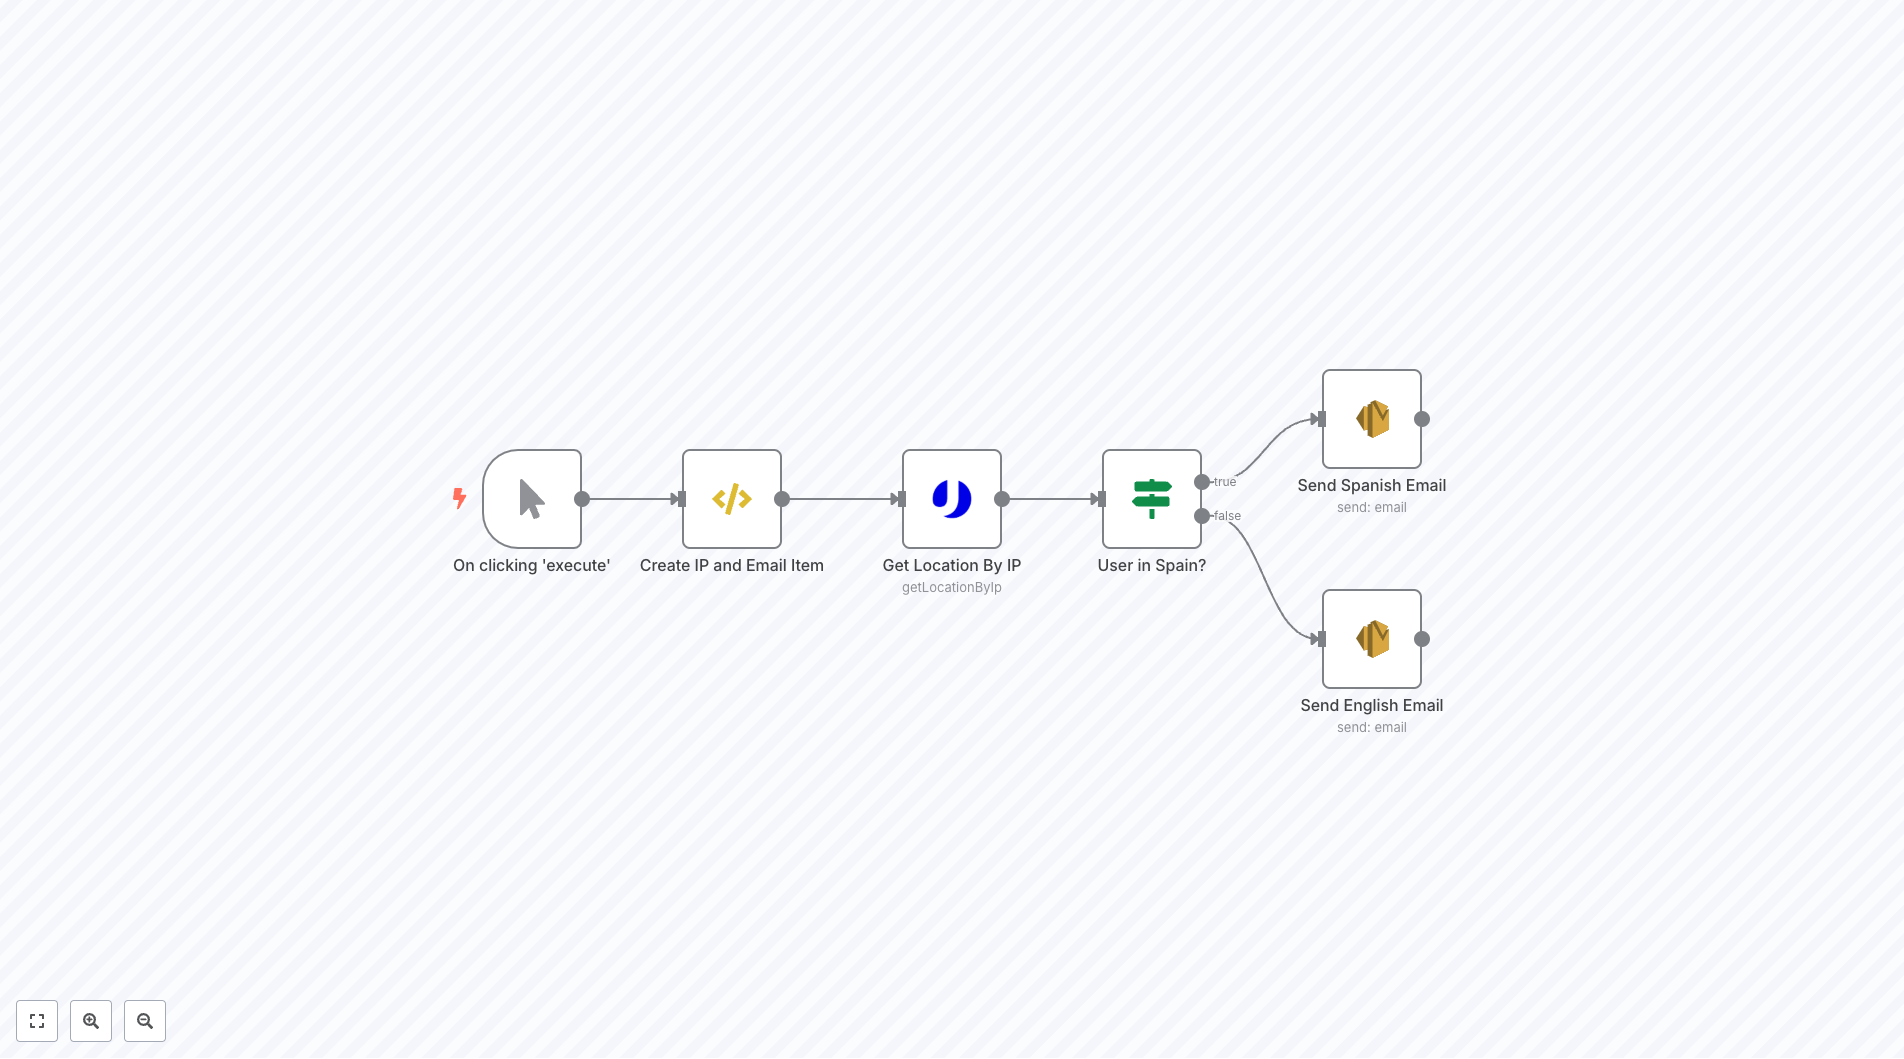 On clicking 'execute'
Create IP and Email Item
Get Location By IP
getLocationByIp
User in Spain?
true
false
Send Spanish Email
send: email
Send English Email
send: email